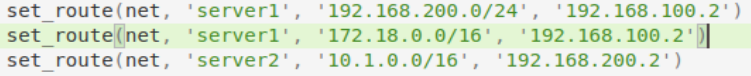 set_route(net, 'server1', '192.168.200.0/24', '192.168.100.2')
set_route(net, 'server1', '172.18.0.0/16', '192.168.100.2')
set_route(net, 'server2', '10.1.0.0/16', '192.168.200.2')